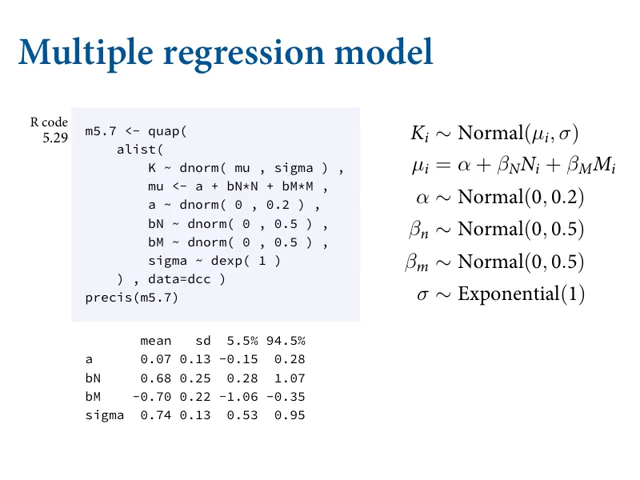 Multiple regression model
R code
5.29
m5.7 <- quap(
alist(
K ~ dnorm( mu , sigma ) ,
mu <- a + bN*N + bM*M ,
a ~ dnorm( 0 , 0.2 ) ,
bN ~ dnorm( 0 , 0.5 ) ,
bM ~ dnorm( 0 , 0.5 ) ,
sigma ~ dexp( 1 )
) , data=dcc )
precis(m5.7)
mean sd 5.5% 94.5%
a 0.07 0.13 -0.15 0.28
bN 0.68 0.25 0.28 1.07
bM -0.70 0.22 -1.06 -0.35
sigma 0.74 0.13 0.53 0.95
K_i ∼ Normal(μ_i, σ)
μ_i = α + β_N N_i + β_M M_i
α ∼ Normal(0, 0.2)
β_n ∼ Normal(0, 0.5)
β_m ∼ Normal(0, 0.5)
σ ∼ Exponential(1)